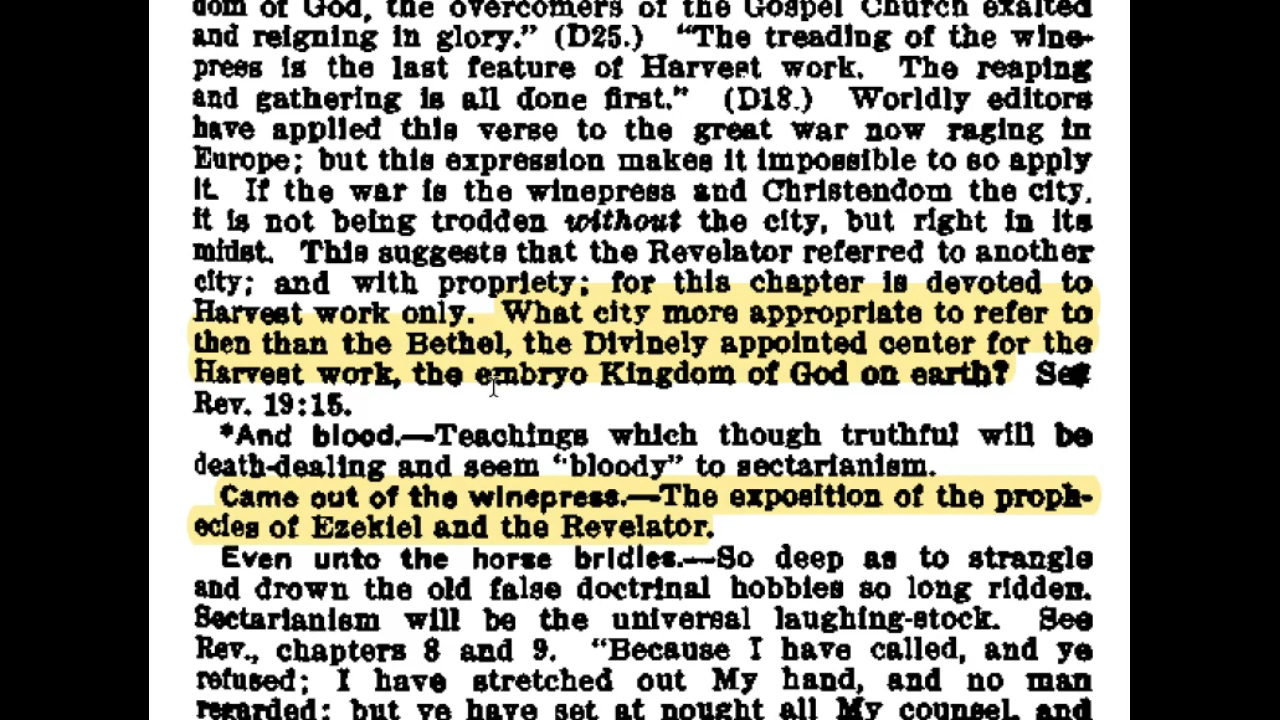 dom of God, the overcomers of the Gospel Church exalted
and reigning in glory.” (D25.) “The treading of the wine-
press is the last feature of Harvest work. The reaping
and gathering is all done first.” (D18.) Worldly editors
have applied this verse to the great war now raging in
Europe; but this expression makes it impossible to so apply
it. If the war is the winepress and Christendom the city,
it is not being trodden without the city, but right in its
midst. This suggests that the Revelator referred to another
city; and with propriety; for this chapter is devoted to
Harvest work only. What city more appropriate to refer to
then than the Bethel, the Divinely appointed center for the
Harvest work, the embryo Kingdom of God on earth? See
Rev. 19:15.
*And blood.—Teachings which though truthful will be
death-dealing and seem “bloody” to sectarianism.
Came out of the winepress.—The exposition of the proph-
ecies of Ezekiel and the Revelator.
Even unto the horse bridles.—So deep as to strangle
and drown the old false doctrinal hobbies so long ridden.
Sectarianism will be the universal laughing-stock. See
Rev., chapters 8 and 9. “Because I have called, and ye
refused; I have stretched out My hand, and no man
regarded; but ye have set at nought all My counsel, and